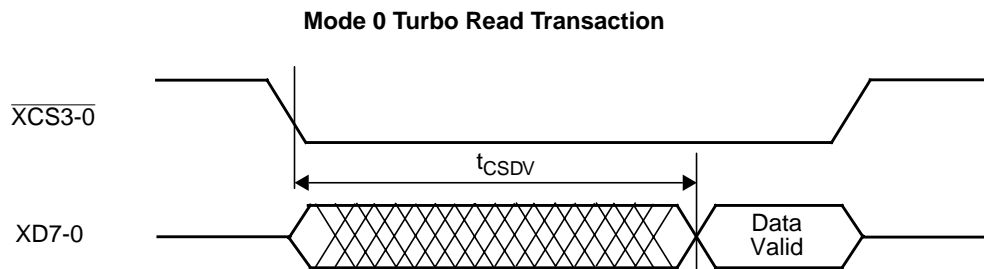 Mode 0 Turbo Read Transaction
XCS3-0
tCSDV
XD7-0
Data
Valid